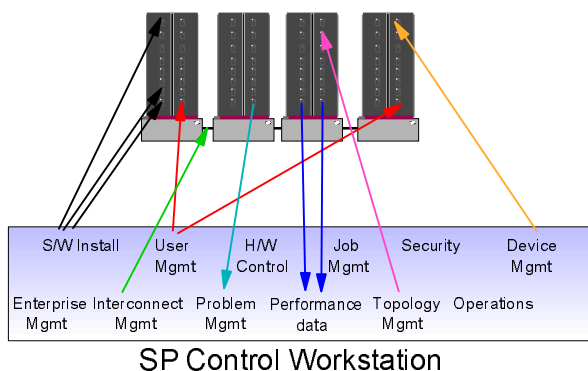 S/W Install User Mgmt H/W Control Job Mgmt Security Device Mgmt
Enterprise Mgmt Interconnect Mgmt Problem Mgmt Performance data Topology Mgmt Operations
SP Control Workstation